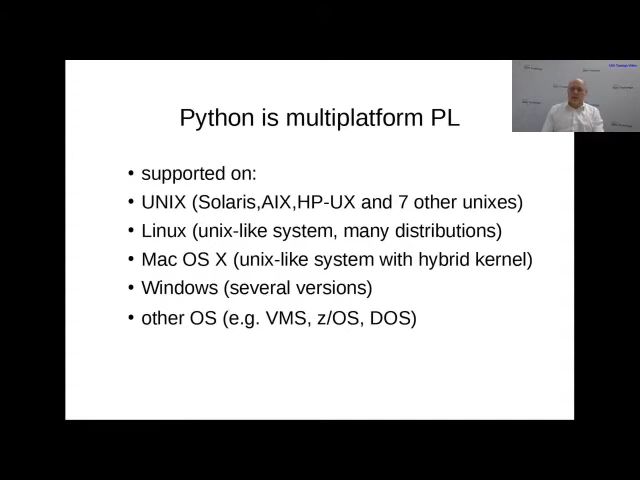 Python is multiplatform PL
• supported on:
• UNIX (Solaris,AIX,HP-UX and 7 other unixes)
• Linux (unix-like system, many distributions)
• Mac OS X (unix-like system with hybrid kernel)
• Windows (several versions)
• other OS (e.g. VMS, z/OS, DOS)